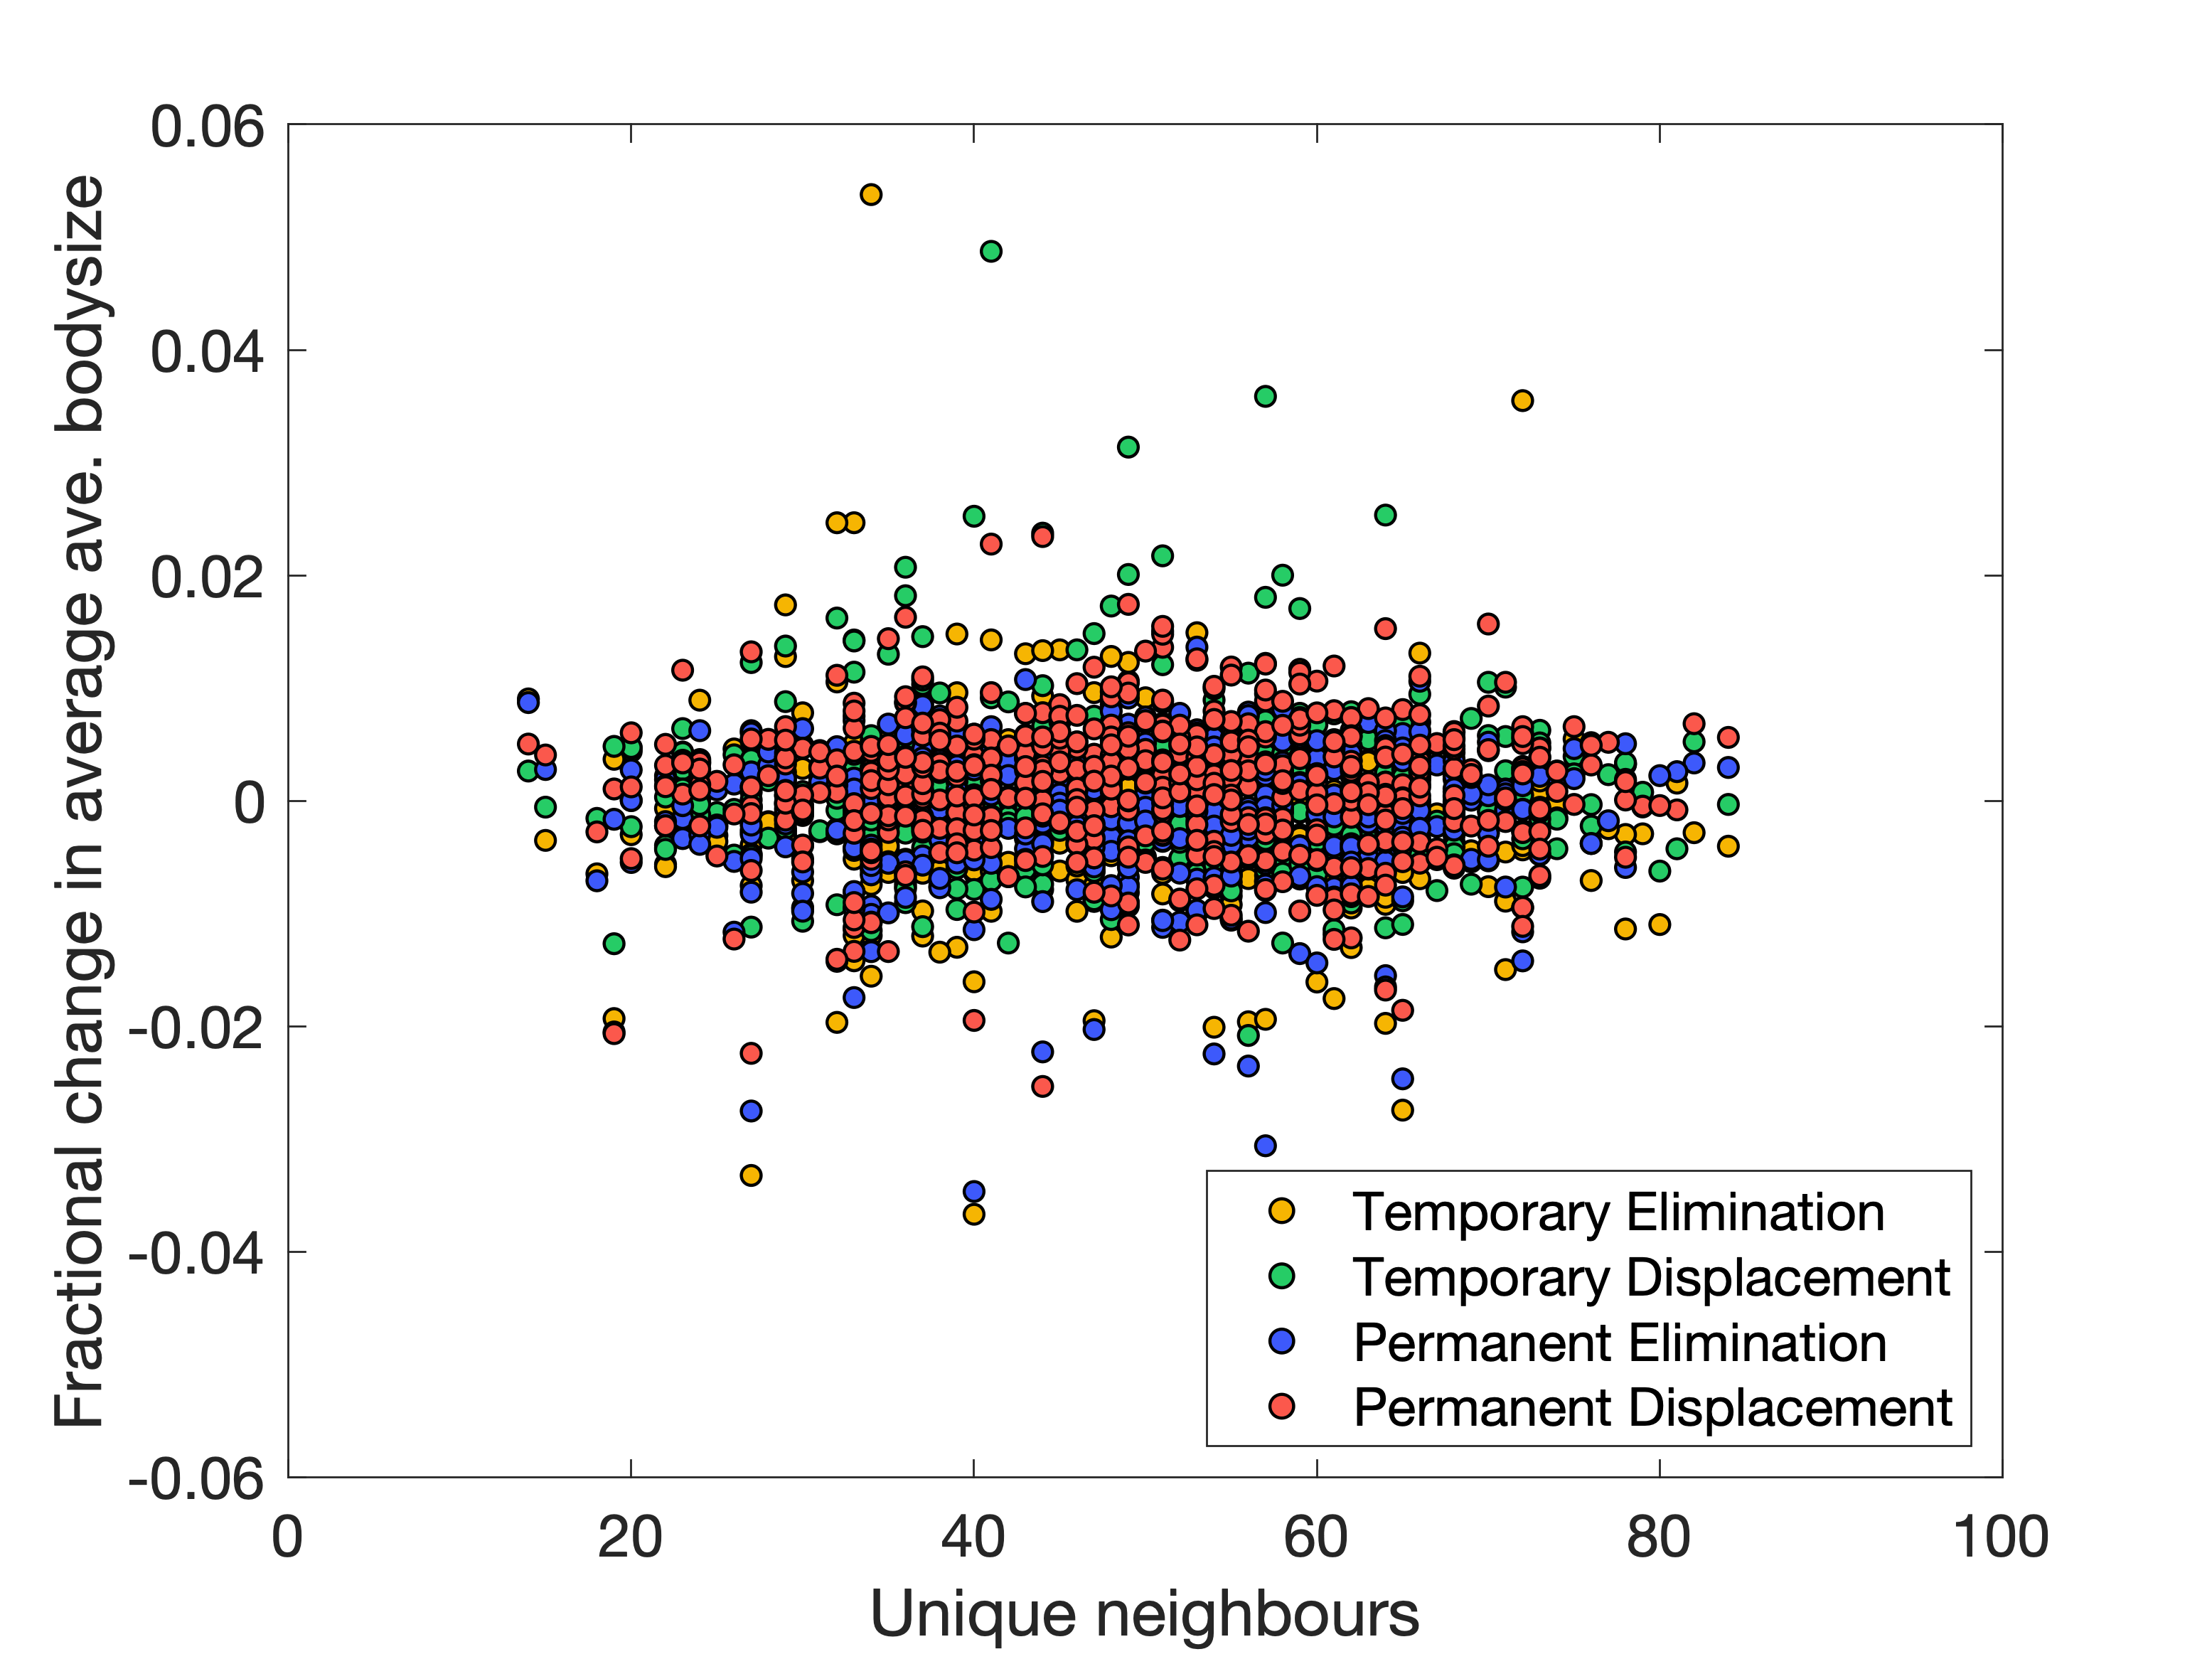 0.06
0.04
0.02
0
-0.02
-0.04
-0.06
Fractional change in average ave. bodysize
Temporary Elimination
Temporary Displacement
Permanent Elimination
Permanent Displacement
0 20 40 60 80 100
Unique neighbours